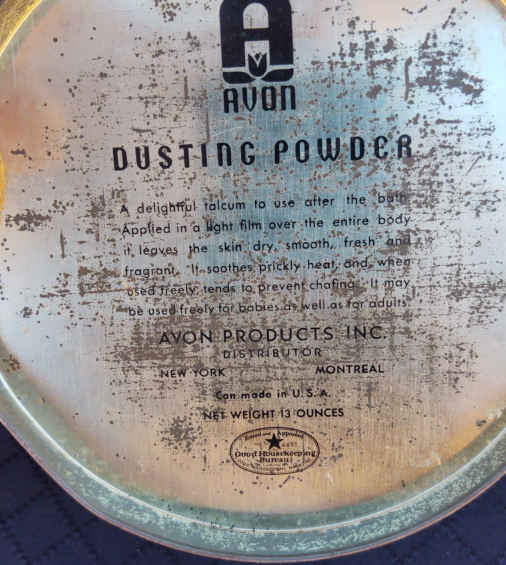 A
AVON
DUSTING POWDER
A delightful talcum to use after the bath
Applied in a light film over the entire body
it leaves the skin dry, smooth, fresh and
fragrant. It soothes prickly heat, and, when
used freely, tends to prevent chafing. It may
be used freely for babies as well as for adults.
AVON PRODUCTS INC.
DISTRIBUTOR
NEW YORK MONTREAL
Can made in U.S.A.
NET WEIGHT 13 OUNCES
Tested and Approved
Good Housekeeping
Bureau